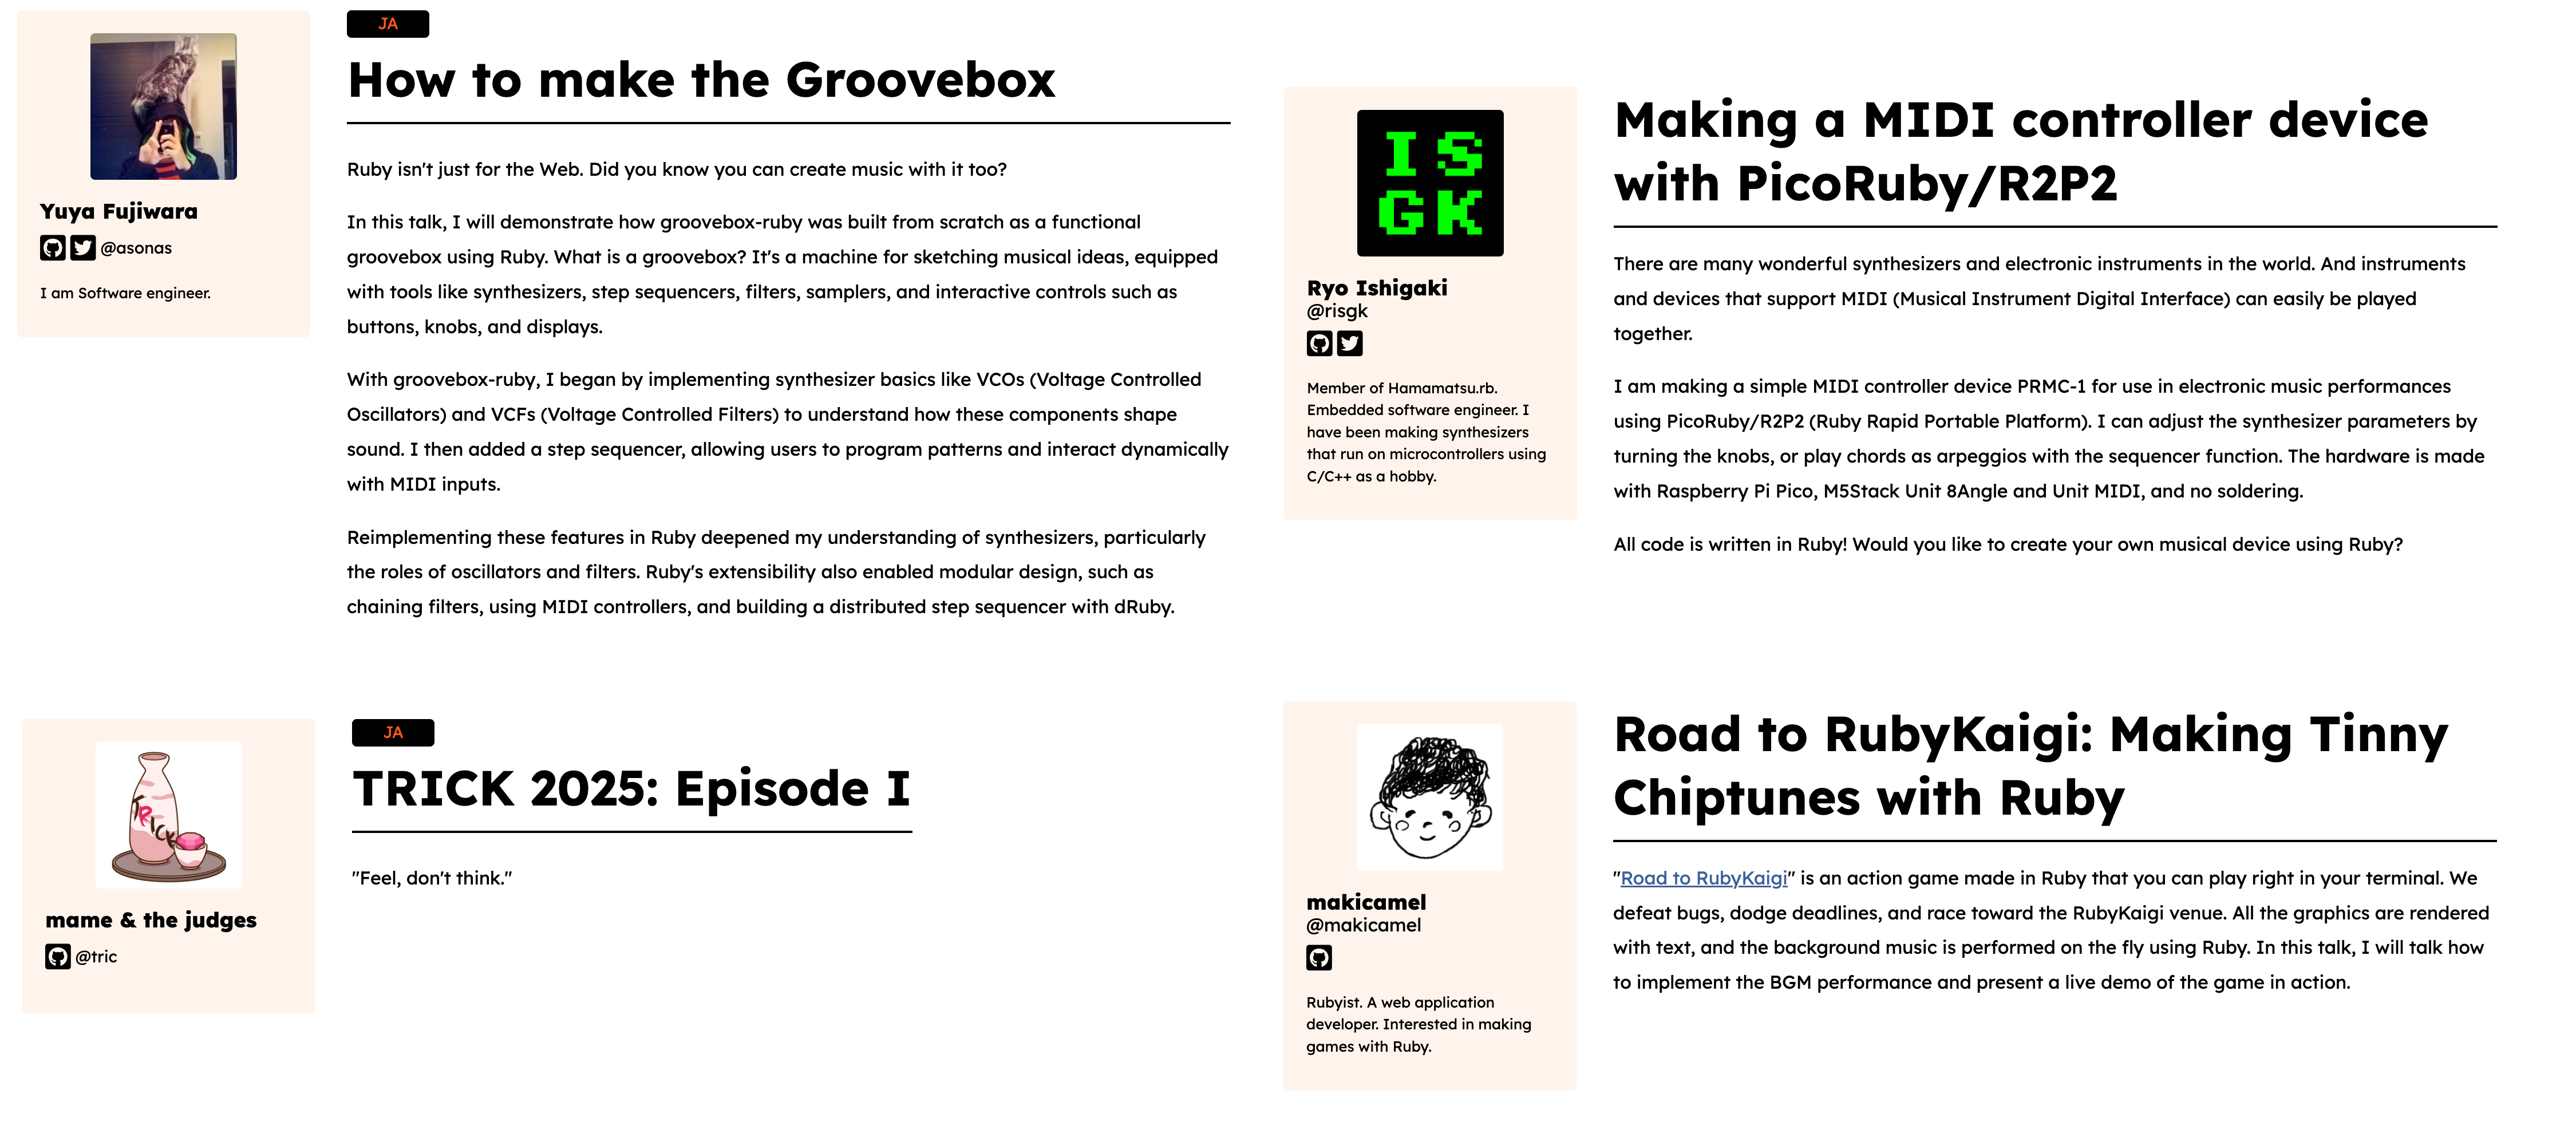 JA
How to make the Groovebox
Yuya Fujiwara
@asonas
I am Software engineer.
Ruby isn't just for the Web. Did you know you can create music with it too?
In this talk, I will demonstrate how groovebox-ruby was built from scratch as a functional
groovebox using Ruby. What is a groovebox? It's a machine for sketching musical ideas, equipped
with tools like synthesizers, step sequencers, filters, samplers, and interactive controls such as
buttons, knobs, and displays.
With groovebox-ruby, I began by implementing synthesizer basics like VCOs (Voltage Controlled
Oscillators) and VCFs (Voltage Controlled Filters) to understand how these components shape
sound. I then added a step sequencer, allowing users to program patterns and interact dynamically
with MIDI inputs.
Reimplementing these features in Ruby deepened my understanding of synthesizers, particularly
the roles of oscillators and filters. Ruby's extensibility also enabled modular design, such as
chaining filters, using MIDI controllers, and building a distributed step sequencer with dRuby.
IS
GK
Ryo Ishigaki
@risgk
Member of Hamamatsu.rb.
Embedded software engineer. I
have been making synthesizers
that run on microcontrollers using
C/C++ as a hobby.
Making a MIDI controller device
with PicoRuby/R2P2
There are many wonderful synthesizers and electronic instruments in the world. And instruments
and devices that support MIDI (Musical Instrument Digital Interface) can easily be played
together.
I am making a simple MIDI controller device PRMC-1 for use in electronic music performances
using PicoRuby/R2P2 (Ruby Rapid Portable Platform). I can adjust the synthesizer parameters by
turning the knobs, or play chords as arpeggios with the sequencer function. The hardware is made
with Raspberry Pi Pico, M5Stack Unit 8Angle and Unit MIDI, and no soldering.
All code is written in Ruby! Would you like to create your own musical device using Ruby?
TRICK
mame & the judges
@tric
JA
TRICK 2025: Episode I
"Feel, don't think."
makicamel
@makicamel
Rubyist. A web application
developer. Interested in making
games with Ruby.
Road to RubyKaigi: Making Tinny
Chiptunes with Ruby
"Road to RubyKaigi" is an action game made in Ruby that you can play right in your terminal. We
defeat bugs, dodge deadlines, and race toward the RubyKaigi venue. All the graphics are rendered
with text, and the background music is performed on the fly using Ruby. In this talk, I will talk how
to implement the BGM performance and present a live demo of the game in action.